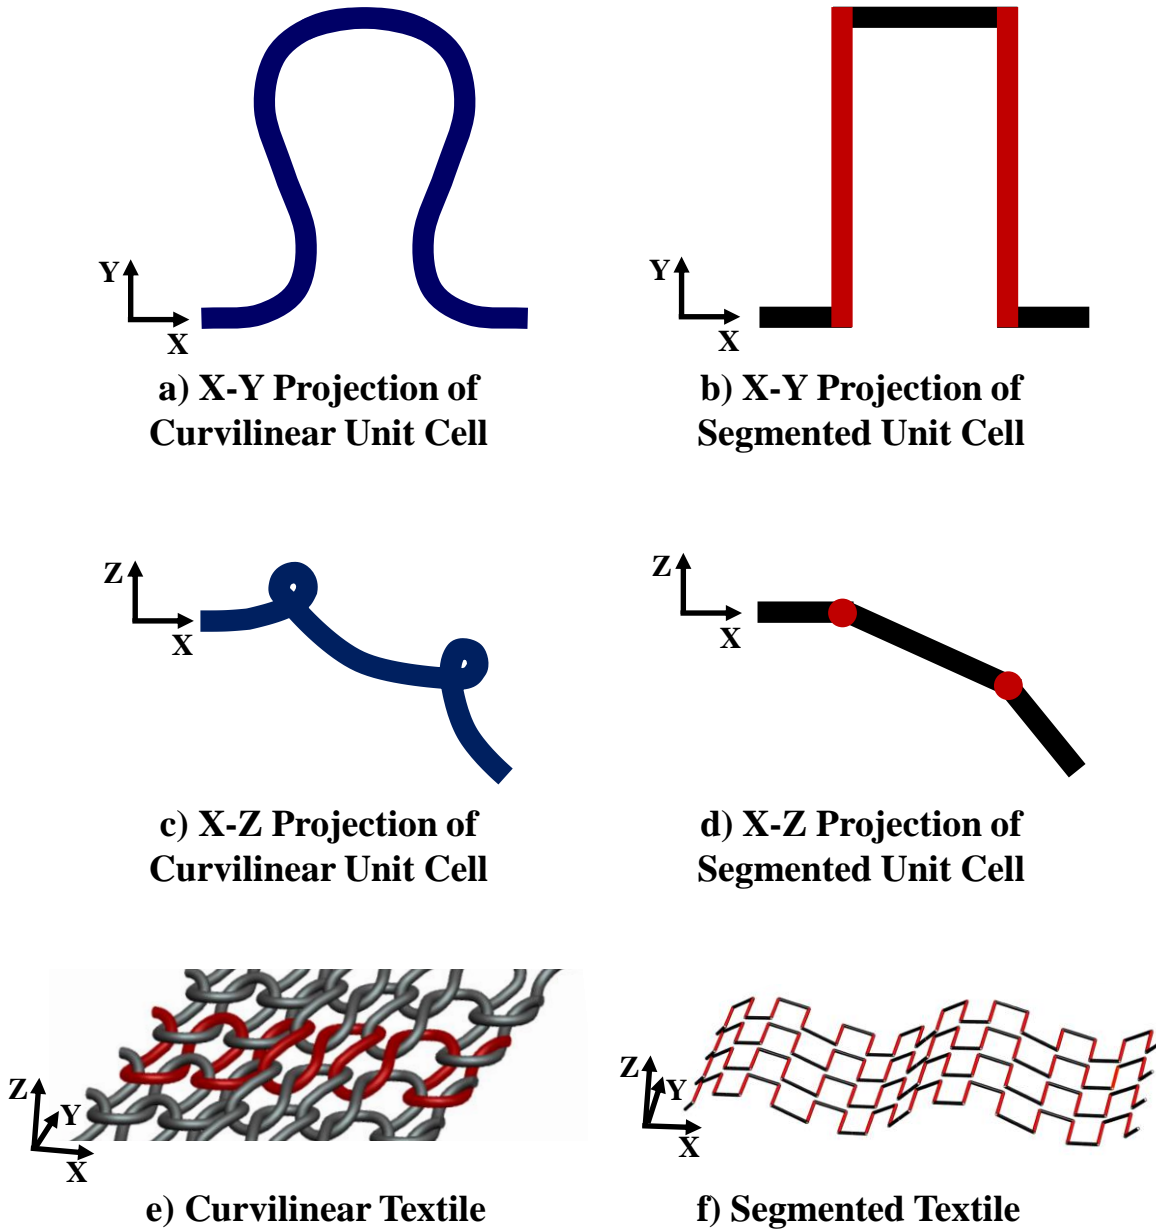 Y
X
a) X-Y Projection of
Curvilinear Unit Cell
Y
X
b) X-Y Projection of
Segmented Unit Cell
Z
X
c) X-Z Projection of
Curvilinear Unit Cell
Z
X
d) X-Z Projection of
Segmented Unit Cell
Z
Y
X
e) Curvilinear Textile
Z
Y
X
f) Segmented Textile